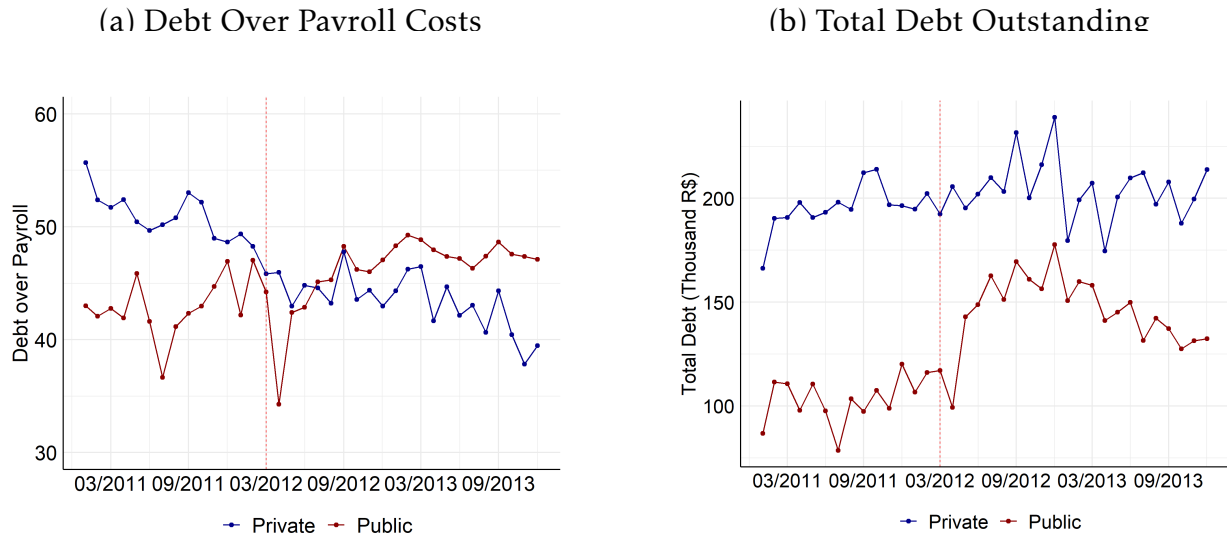 (a) Debt Over Payroll Costs
(b) Total Debt Outstanding
60
50
40
30
Debt over Payroll
03/2011 09/2011 03/2012 09/2012 03/2013 09/2013
Private Public
200
150
100
Total Debt (Thousand R$)
03/2011 09/2011 03/2012 09/2012 03/2013 09/2013
Private Public